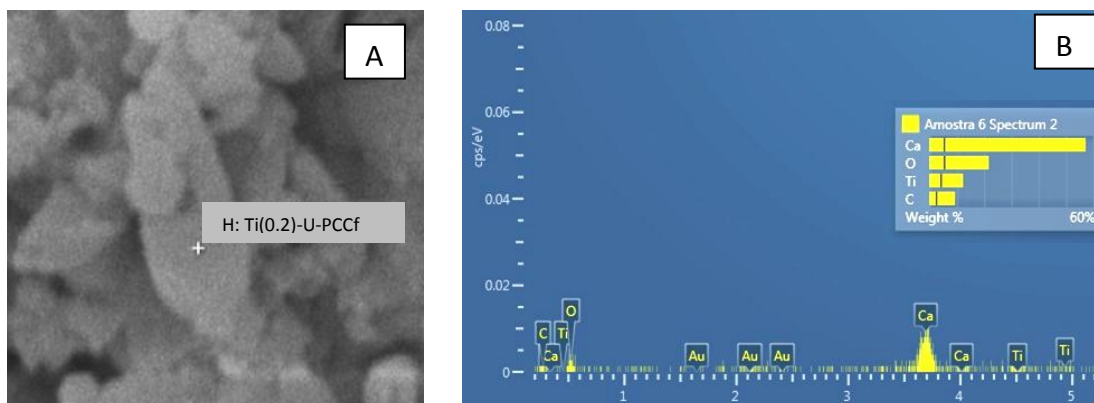 A
H: Ti(0.2)-U-PCCf
B
0.08
0.06
cps/eV
0.04
0.02
0
Amostra 6 Spectrum 2
Ca
O
Ti
C
Weight % 60%
C
Ca
Ti
O
Au
Au
Au
Ca
Ca
Ti
Ti
1 2 3 4 5